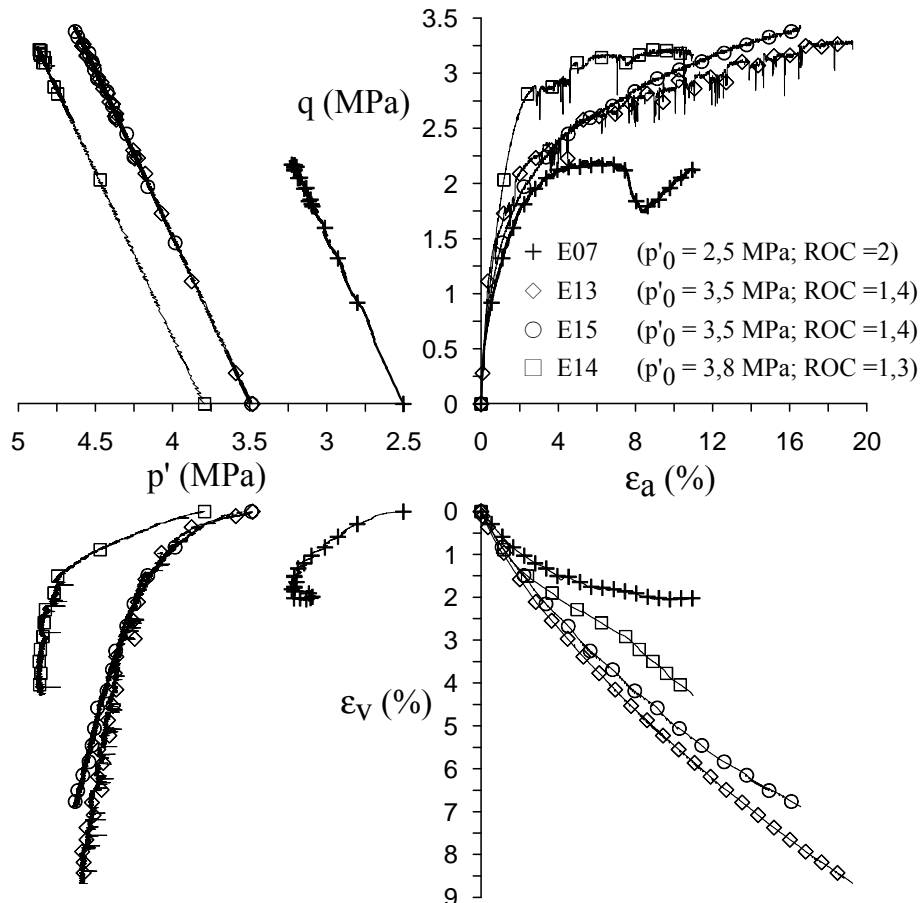 3.5
3
2.5
2
1.5
1
0.5
0
q (MPa)
+ E07 (p'0 = 2,5 MPa; ROC =2)
◇ E13 (p'0 = 3,5 MPa; ROC =1,4)
○ E15 (p'0 = 3,5 MPa; ROC =1,4)
□ E14 (p'0 = 3,8 MPa; ROC =1,3)
5 4.5 4 3.5 3 2.5
0 4 8 12 16 20
p' (MPa)
εa (%)
0
1
2
3
4
5
6
7
8
9
εv (%)